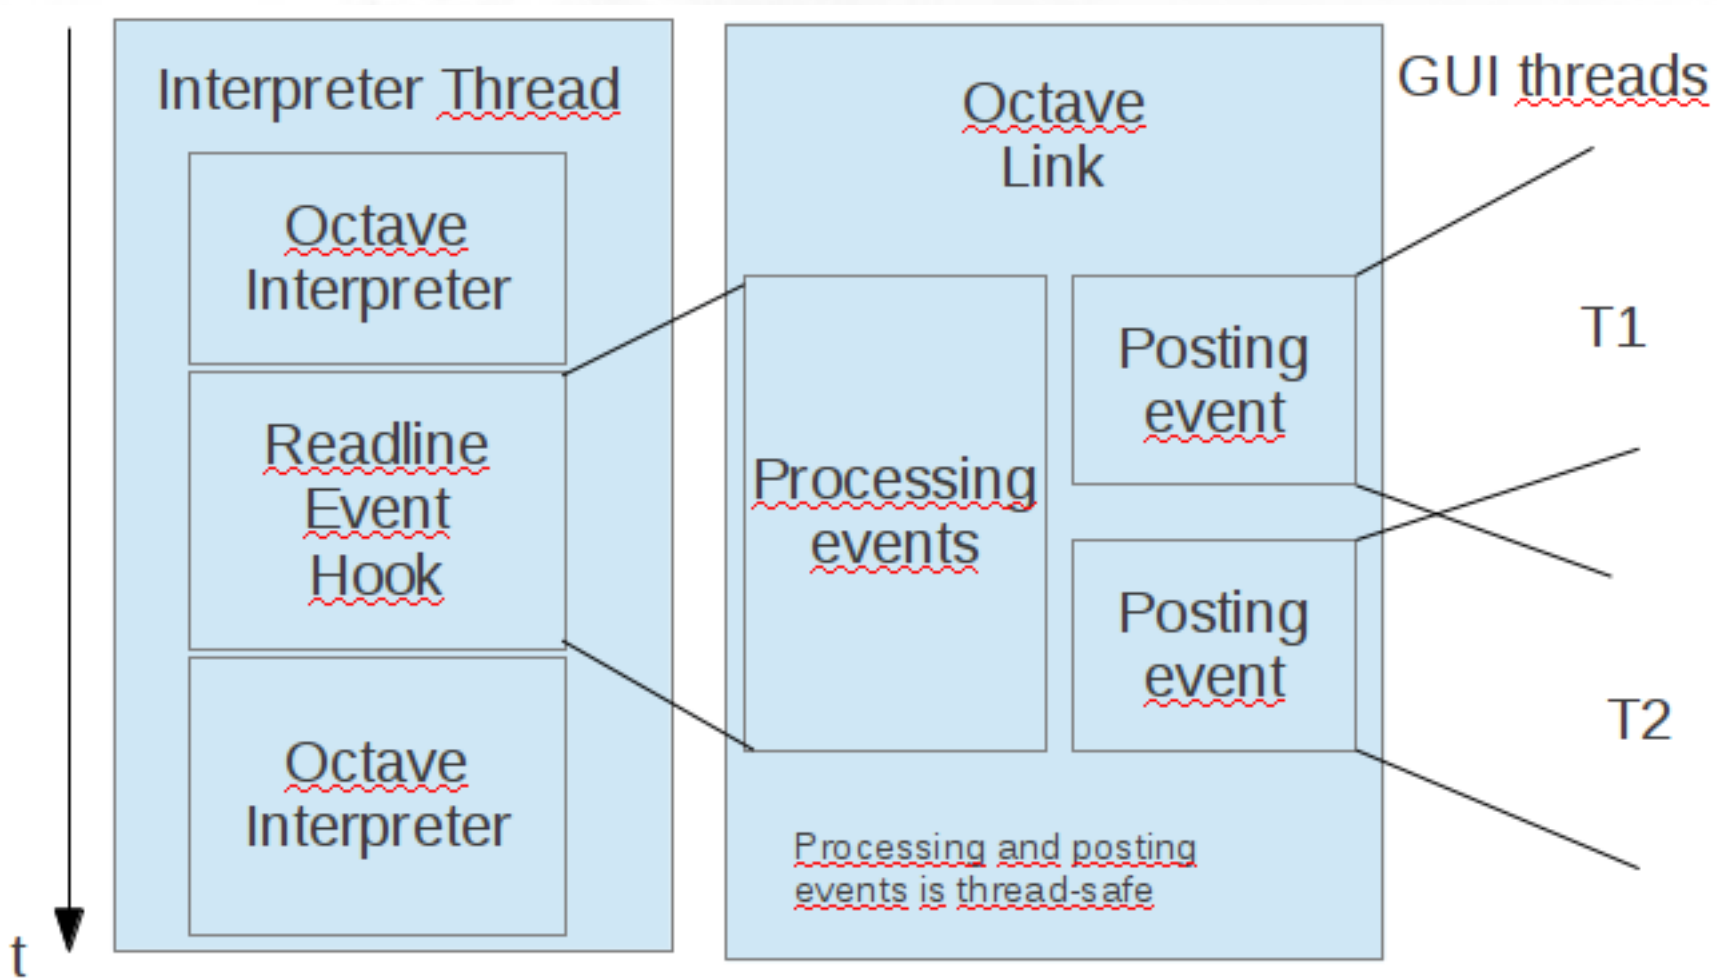 Interpreter Thread
Octave
Interpreter
Readline
Event
Hook
Octave
Interpreter
t
Octave
Link
Processing
events
Posting
event
Posting
event
Processing and posting
events is thread-safe
GUI threads
T1
T2